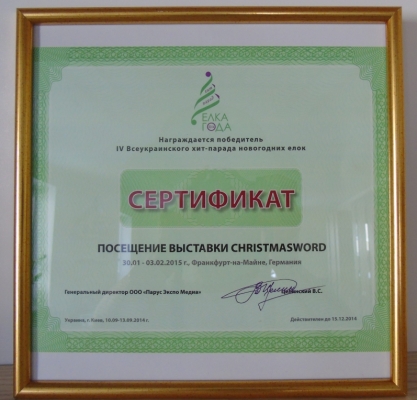 ЕЛКА
ГОДА
Награждается победитель
IV Всеукраинского хит-парада новогодних елок
СЕРТИФИКАТ
ПОСЕЩЕНИЕ ВЫСТАВКИ CHRISTMASWORD
30.01 - 03.02.2015 г., Франкфурт-на-Майне, Германия
Генеральный директор ООО «Парус Экспо Медиа»
В.С.
Украина, г. Киев, 10.09-13.09.2014 г.
Действителен до 15.12.2014